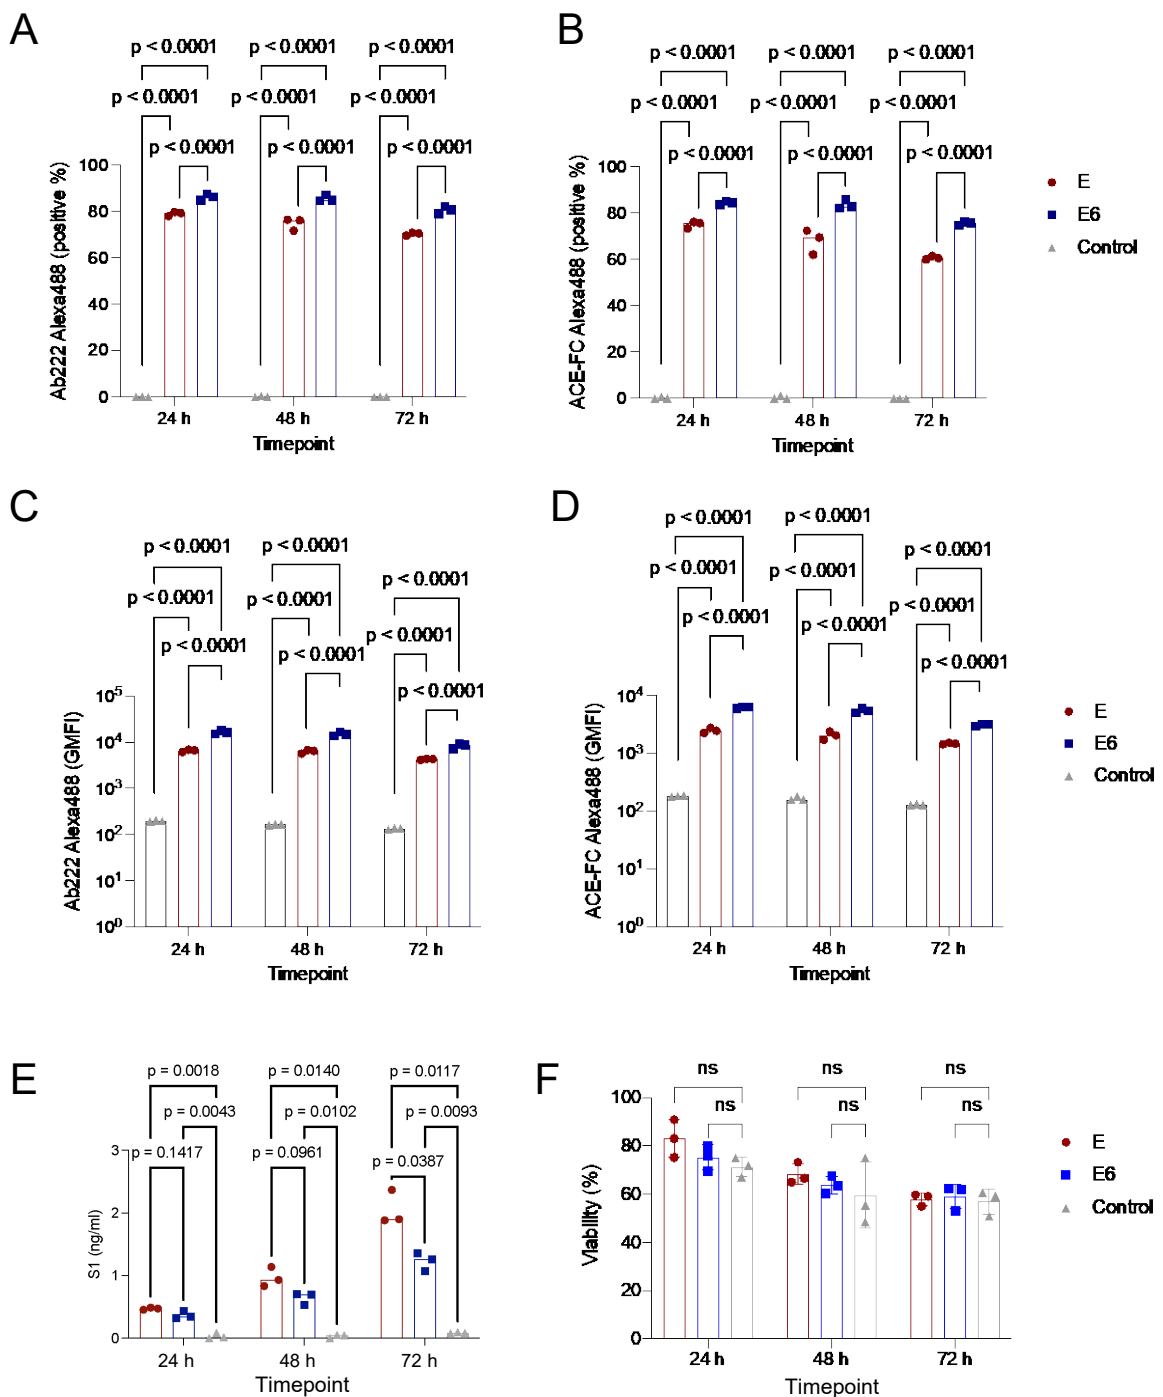 A
p < 0.0001 p < 0.0001 p < 0.0001
p < 0.0001 p < 0.0001 p < 0.0001
p < 0.0001 p < 0.0001 p < 0.0001
Ab222 Alexa488 (positive %)
100
80
60
40
20
0
24 h 48 h 72 h
Timepoint
B
p < 0.0001 p < 0.0001 p < 0.0001
p < 0.0001 p < 0.0001 p < 0.0001
p < 0.0001 p < 0.0001 p < 0.0001
ACE-FC Alexa488 (positive %)
100
80
60
40
20
0
24 h 48 h 72 h
Timepoint
E
E6
Control
C
p < 0.0001 p < 0.0001 p < 0.0001
p < 0.0001 p < 0.0001 p < 0.0001
p < 0.0001 p < 0.0001 p < 0.0001
Ab222 Alexa488 (GMFI)
10⁵
10⁴
10³
10²
10¹
10⁰
24 h 48 h 72 h
Timepoint
D
p < 0.0001 p < 0.0001 p < 0.0001
p < 0.0001 p < 0.0001 p < 0.0001
p < 0.0001 p < 0.0001 p < 0.0001
ACE-FC Alexa488 (GMFI)
10⁴
10³
10²
10¹
10⁰
24 h 48 h 72 h
Timepoint
E
E6
Control
E
p = 0.0018 p = 0.0140 p = 0.0117
p = 0.0043 p = 0.0102 p = 0.0093
p = 0.1417 p = 0.0961 p = 0.0387
S1 (ng/ml)
3
2
1
0
24 h 48 h 72 h
Timepoint
F
ns ns ns
ns ns ns
Viability (%)
100
80
60
40
20
0
24 h 48 h 72 h
Timepoint
E
E6
Control